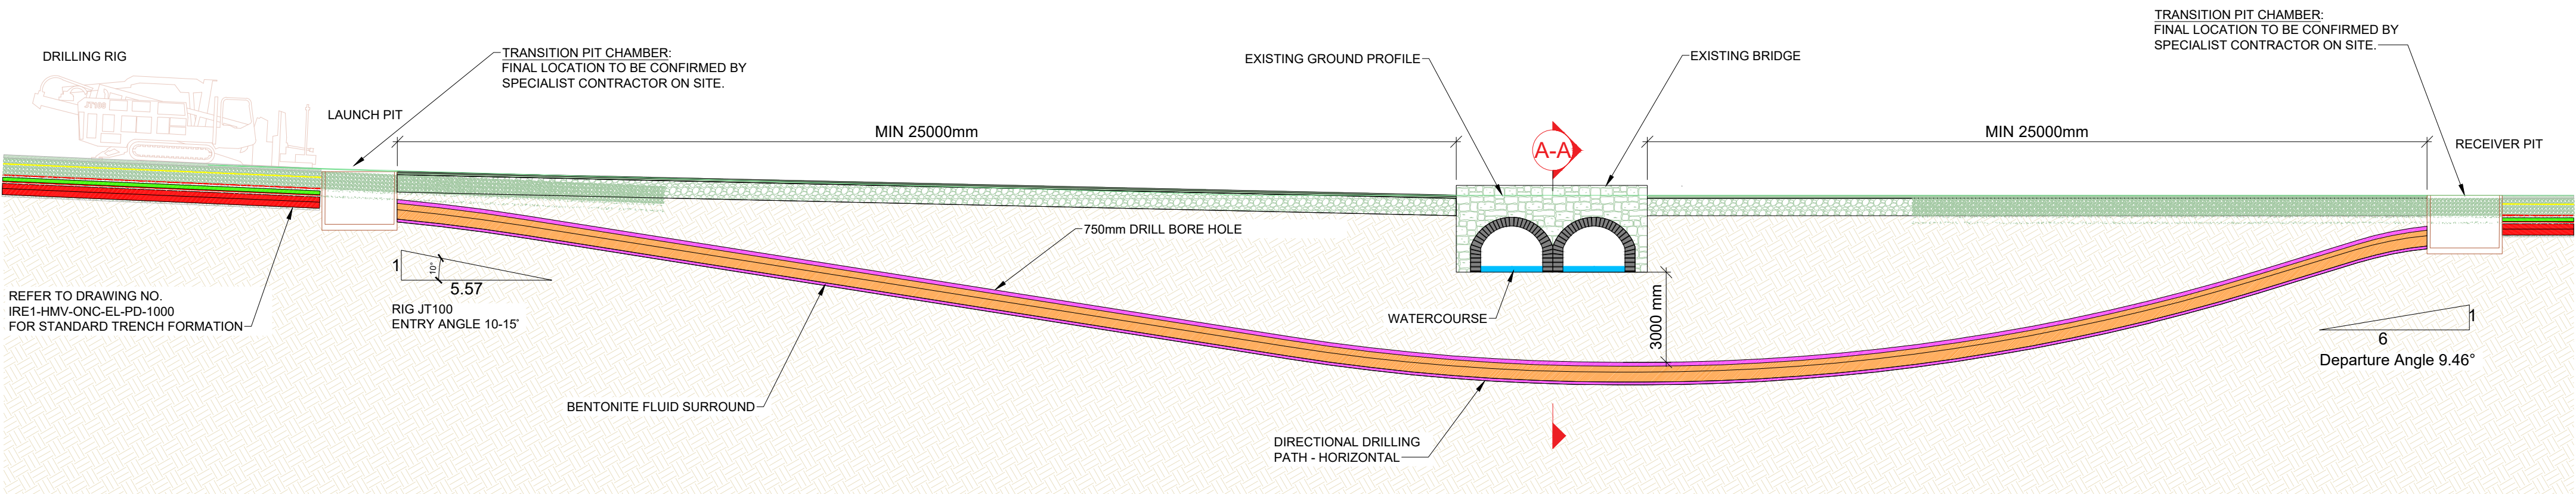 DRILLING RIG
JT100
LAUNCH PIT
TRANSITION PIT CHAMBER:
FINAL LOCATION TO BE CONFIRMED BY
SPECIALIST CONTRACTOR ON SITE.
MIN 25000mm
EXISTING GROUND PROFILE
EXISTING BRIDGE
A-A
MIN 25000mm
TRANSITION PIT CHAMBER:
FINAL LOCATION TO BE CONFIRMED BY
SPECIALIST CONTRACTOR ON SITE.
RECEIVER PIT
750mm DRILL BORE HOLE
1
10°
5.57
RIG JT100
ENTRY ANGLE 10-15°
REFER TO DRAWING NO.
IRE1-HMV-ONC-EL-PD-1000
FOR STANDARD TRENCH FORMATION
WATERCOURSE
3000 mm
1
6
Departure Angle 9.46°
BENTONITE FLUID SURROUND
DIRECTIONAL DRILLING
PATH - HORIZONTAL